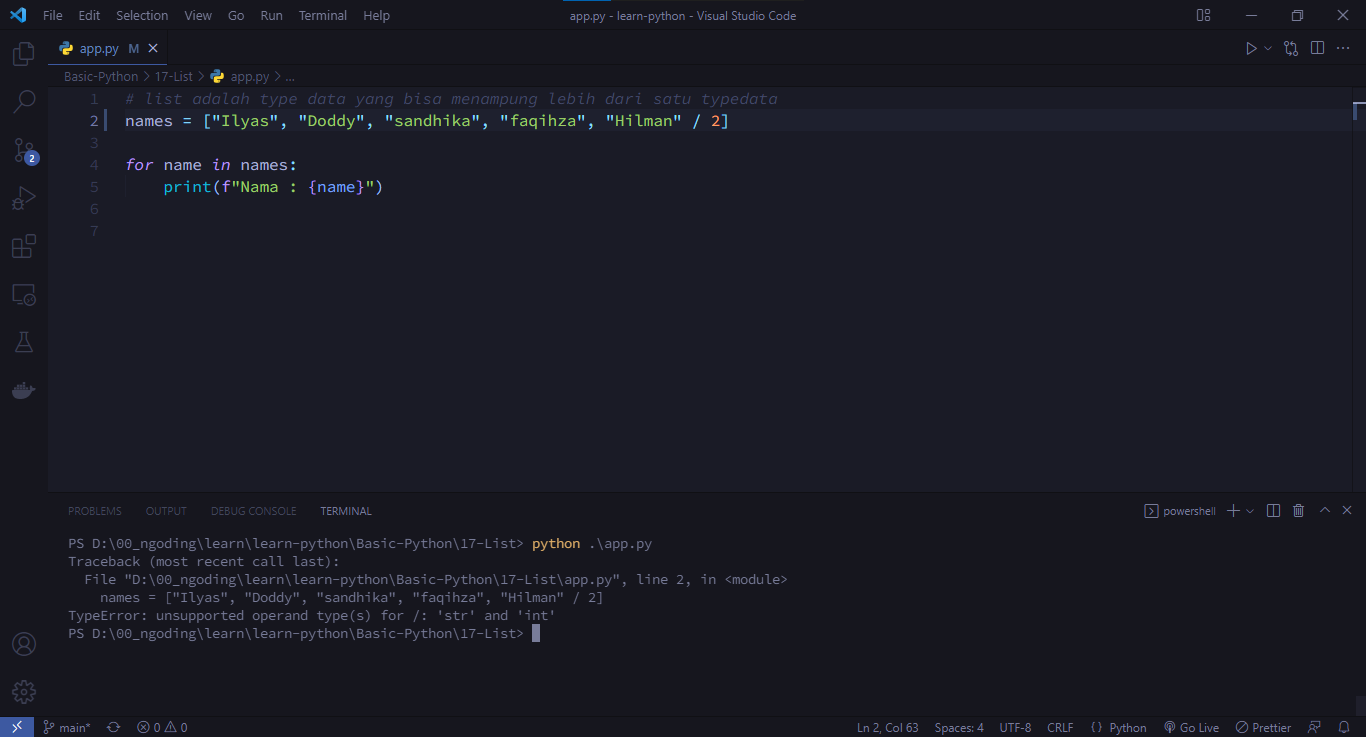 File Edit Selection View Go Run Terminal Help app.py - learn-python - Visual Studio Code
app.py M
Basic-Python > 17-List > app.py > ...
1 # list adalah type data yang bisa menampung lebih dari satu typedata
2 names = ["Ilyas", "Doddy", "sandhika", "faqihza", "Hilman" / 2]
3
4 for name in names:
5 print(f"Nama : {name}")
6
7
2
PROBLEMS OUTPUT DEBUG CONSOLE TERMINAL powershell
PS D:\00_ngoding\learn\learn-python\Basic-Python\17-List> python .\app.py
Traceback (most recent call last):
File "D:\00_ngoding\learn\learn-python\Basic-Python\17-List\app.py", line 2, in <module>
names = ["Ilyas", "Doddy", "sandhika", "faqihza", "Hilman" / 2]
TypeError: unsupported operand type(s) for /: 'str' and 'int'
PS D:\00_ngoding\learn\learn-python\Basic-Python\17-List>
main* 0 0 Ln 2, Col 63 Spaces: 4 UTF-8 CRLF {} Python Go Live Prettier